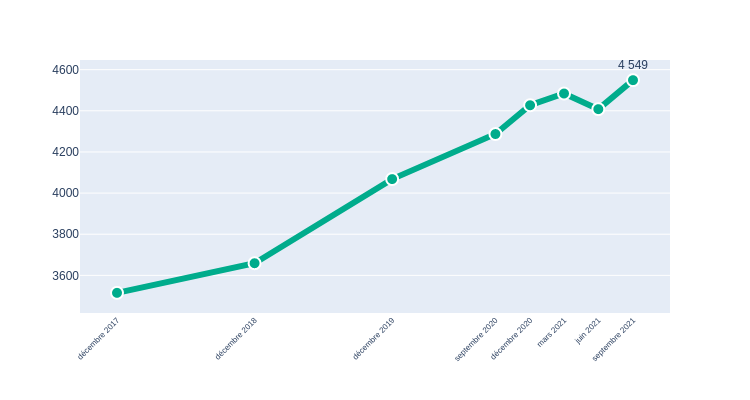 4 549
4600
4400
4200
4000
3800
3600
décembre 2017
décembre 2018
décembre 2019
septembre 2020
décembre 2020
mars 2021
juin 2021
septembre 2021